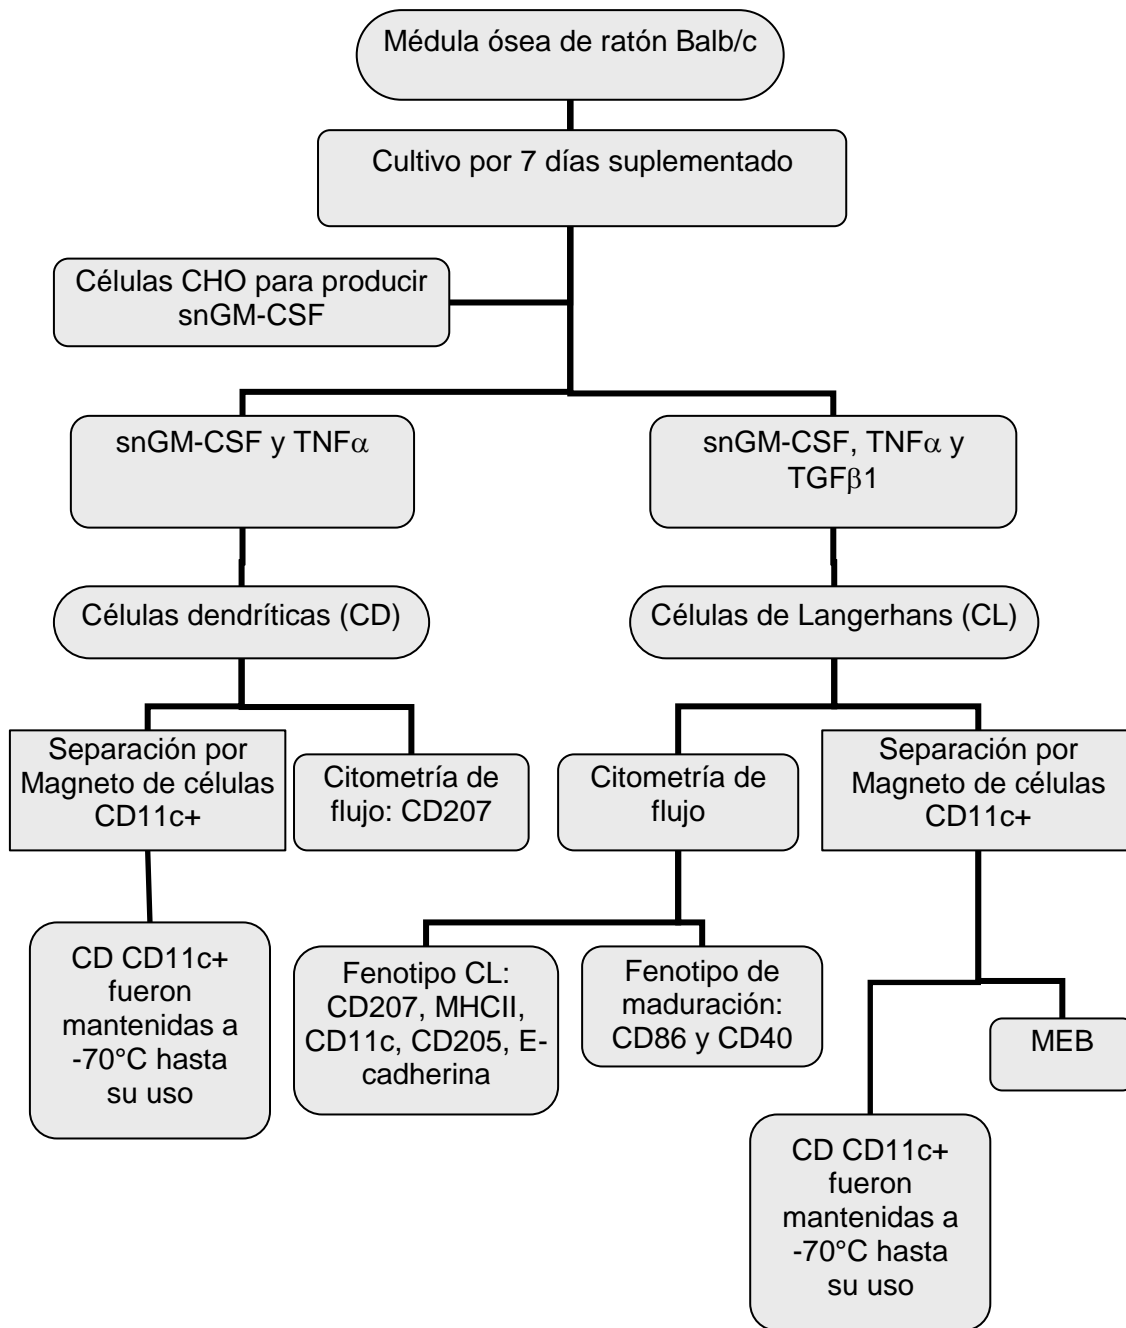 Médula ósea de ratón Balb/c
Cultivo por 7 días suplementado
Células CHO para producir
snGM-CSF
snGM-CSF y TNFα
snGM-CSF, TNFα y
TGFβ1
Células dendríticas (CD)
Células de Langerhans (CL)
Separación por
Magneto de células
CD11c+
Citometría de
flujo: CD207
Citometría de
flujo
Separación por
Magneto de células
CD11c+
CD CD11c+
fueron
mantenidas a
-70°C hasta
su uso
Fenotipo CL:
CD207, MHCII,
CD11c, CD205, E-
cadherina
Fenotipo de
maduración:
CD86 y CD40
MEB
CD CD11c+
fueron
mantenidas a
-70°C hasta
su uso